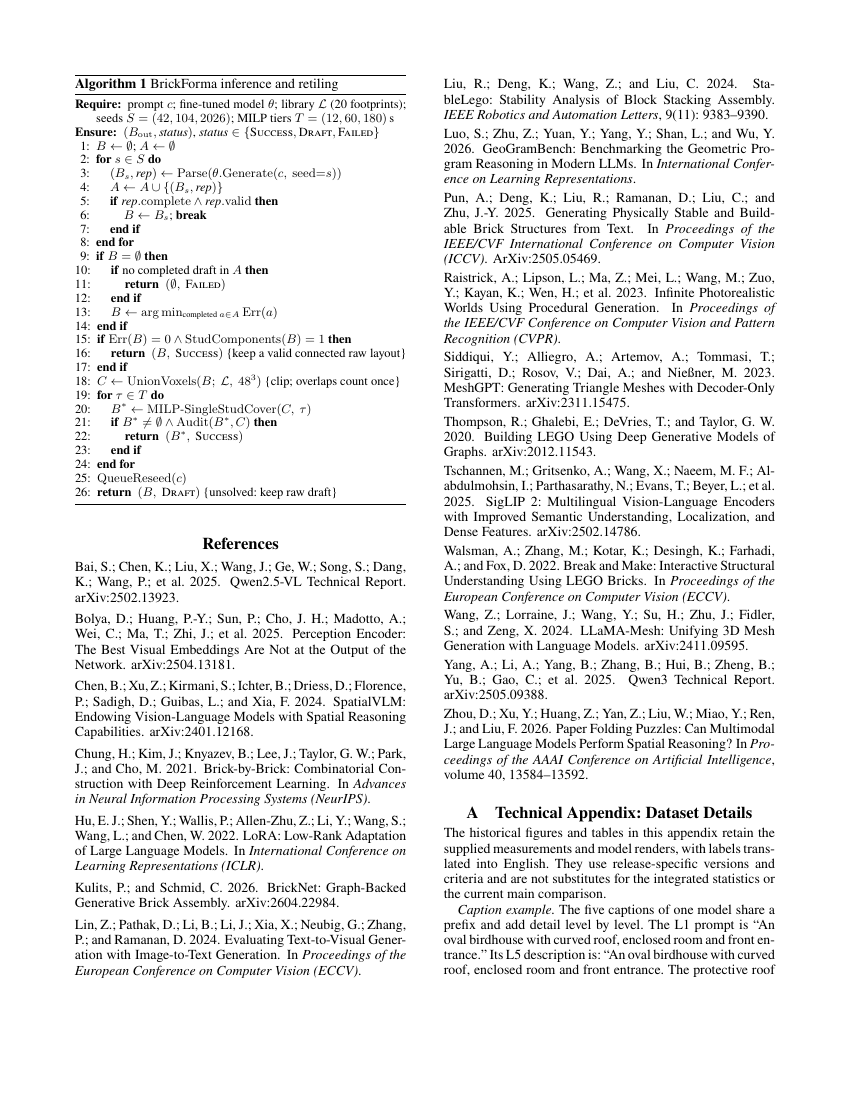 Algorithm 1 BrickForma inference and retiling
Require: prompt c; fine-tuned model θ; library ℒ (20 footprints);
seeds S = (42, 104, 2026); MILP tiers T = (12, 60, 180) s
Ensure: (B_out, status), status ∈ {SUCCESS, DRAFT, FAILED}
1: B ← ∅; A ← ∅
2: for s ∈ S do
3: (B_s, rep) ← Parse(θ.Generate(c, seed=s))
4: A ← A ∪ {(B_s, rep)}
5: if rep.complete ∧ rep.valid then
6: B ← B_s; break
7: end if
8: end for
9: if B = ∅ then
10: if no completed draft in A then
11: return (∅, FAILED)
12: end if
13: B ← arg min_completed a∈A Err(a)
14: end if
15: if Err(B) = 0 ∧ StudComponents(B) = 1 then
16: return (B, SUCCESS) {keep a valid connected raw layout}
17: end if
18: C ← UnionVoxels(B; ℒ, 48³) {clip; overlaps count once}
19: for τ ∈ T do
20: B* ← MILP-SingleStudCover(C, τ)
21: if B* ≠ ∅ ∧ Audit(B*, C) then
22: return (B*, SUCCESS)
23: end if
24: end for
25: QueueReseed(c)
26: return (B, DRAFT) {unsolved: keep raw draft}
References
Bai, S.; Chen, K.; Liu, X.; Wang, J.; Ge, W.; Song, S.; Dang,
K.; Wang, P.; et al. 2025. Qwen2.5-VL Technical Report.
arXiv:2502.13923.
Bolya, D.; Huang, P.-Y.; Sun, P.; Cho, J. H.; Madotto, A.;
Wei, C.; Ma, T.; Zhi, J.; et al. 2025. Perception Encoder:
The Best Visual Embeddings Are Not at the Output of the
Network. arXiv:2504.13181.
Chen, B.; Xu, Z.; Kirmani, S.; Ichter, B.; Driess, D.; Florence,
P.; Sadigh, D.; Guibas, L.; and Xia, F. 2024. SpatialVLM:
Endowing Vision-Language Models with Spatial Reasoning
Capabilities. arXiv:2401.12168.
Chung, H.; Kim, J.; Knyazev, B.; Lee, J.; Taylor, G. W.; Park,
J.; and Cho, M. 2021. Brick-by-Brick: Combinatorial Con-
struction with Deep Reinforcement Learning. In Advances
in Neural Information Processing Systems (NeurIPS).
Hu, E. J.; Shen, Y.; Wallis, P.; Allen-Zhu, Z.; Li, Y.; Wang, S.;
Wang, L.; and Chen, W. 2022. LoRA: Low-Rank Adaptation
of Large Language Models. In International Conference on
Learning Representations (ICLR).
Kulits, P.; and Schmid, C. 2026. BrickNet: Graph-Backed
Generative Brick Assembly. arXiv:2604.22984.
Lin, Z.; Pathak, D.; Li, B.; Li, J.; Xia, X.; Neubig, G.; Zhang,
P.; and Ramanan, D. 2024. Evaluating Text-to-Visual Gener-
ation with Image-to-Text Generation. In Proceedings of the
European Conference on Computer Vision (ECCV).
Liu, R.; Deng, K.; Wang, Z.; and Liu, C. 2024. Sta-
bleLego: Stability Analysis of Block Stacking Assembly.
IEEE Robotics and Automation Letters, 9(11): 9383–9390.
Luo, S.; Zhu, Z.; Yuan, Y.; Yang, Y.; Shan, L.; and Wu, Y.
2026. GeoGramBench: Benchmarking the Geometric Pro-
gram Reasoning in Modern LLMs. In International Confer-
ence on Learning Representations.
Pun, A.; Deng, K.; Liu, R.; Ramanan, D.; Liu, C.; and
Zhu, J.-Y. 2025. Generating Physically Stable and Build-
able Brick Structures from Text. In Proceedings of the
IEEE/CVF International Conference on Computer Vision
(ICCV). ArXiv:2505.05469.
Raistrick, A.; Lipson, L.; Ma, Z.; Mei, L.; Wang, M.; Zuo,
Y.; Kayan, K.; Wen, H.; et al. 2023. Infinite Photorealistic
Worlds Using Procedural Generation. In Proceedings of
the IEEE/CVF Conference on Computer Vision and Pattern
Recognition (CVPR).
Siddiqui, Y.; Alliegro, A.; Artemov, A.; Tommasi, T.;
Sirigatti, D.; Rosov, V.; Dai, A.; and Nießner, M. 2023.
MeshGPT: Generating Triangle Meshes with Decoder-Only
Transformers. arXiv:2311.15475.
Thompson, R.; Ghalebi, E.; DeVries, T.; and Taylor, G. W.
2020. Building LEGO Using Deep Generative Models of
Graphs. arXiv:2012.11543.
Tschannen, M.; Gritsenko, A.; Wang, X.; Naeem, M. F.; Al-
abdulmohsin, I.; Parthasarathy, N.; Evans, T.; Beyer, L.; et al.
2025. SigLIP 2: Multilingual Vision-Language Encoders
with Improved Semantic Understanding, Localization, and
Dense Features. arXiv:2502.14786.
Walsman, A.; Zhang, M.; Kotar, K.; Desingh, K.; Farhadi,
A.; and Fox, D. 2022. Break and Make: Interactive Structural
Understanding Using LEGO Bricks. In Proceedings of the
European Conference on Computer Vision (ECCV).
Wang, Z.; Lorraine, J.; Wang, Y.; Su, H.; Zhu, J.; Fidler,
S.; and Zeng, X. 2024. LLaMA-Mesh: Unifying 3D Mesh
Generation with Language Models. arXiv:2411.09595.
Yang, A.; Li, A.; Yang, B.; Zhang, B.; Hui, B.; Zheng, B.;
Yu, B.; Gao, C.; et al. 2025. Qwen3 Technical Report.
arXiv:2505.09388.
Zhou, D.; Xu, Y.; Huang, Z.; Yan, Z.; Liu, W.; Miao, Y.; Ren,
J.; and Liu, F. 2026. Paper Folding Puzzles: Can Multimodal
Large Language Models Perform Spatial Reasoning? In Pro-
ceedings of the AAAI Conference on Artificial Intelligence,
volume 40, 13584–13592.
A Technical Appendix: Dataset Details
The historical figures and tables in this appendix retain the
supplied measurements and model renders, with labels trans-
lated into English. They use release-specific versions and
criteria and are not substitutes for the integrated statistics or
the current main comparison.
Caption example. The five captions of one model share a
prefix and add detail level by level. The L1 prompt is “An
oval birdhouse with curved roof, enclosed room and front en-
trance.” Its L5 description is: “An oval birdhouse with curved
roof, enclosed room and front entrance. The protective roof